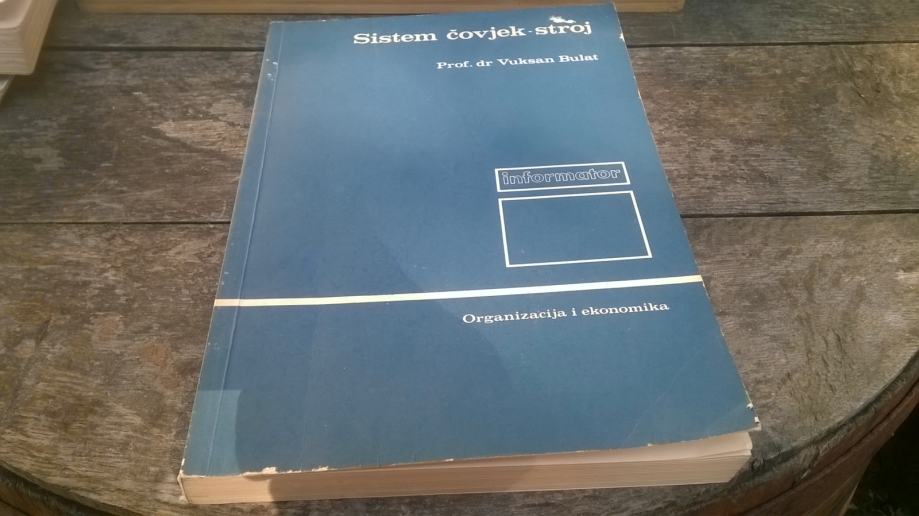 Sistem čovjek-stroj
Prof. dr Vuksan Bulat
informator
Organizacija i ekonomika